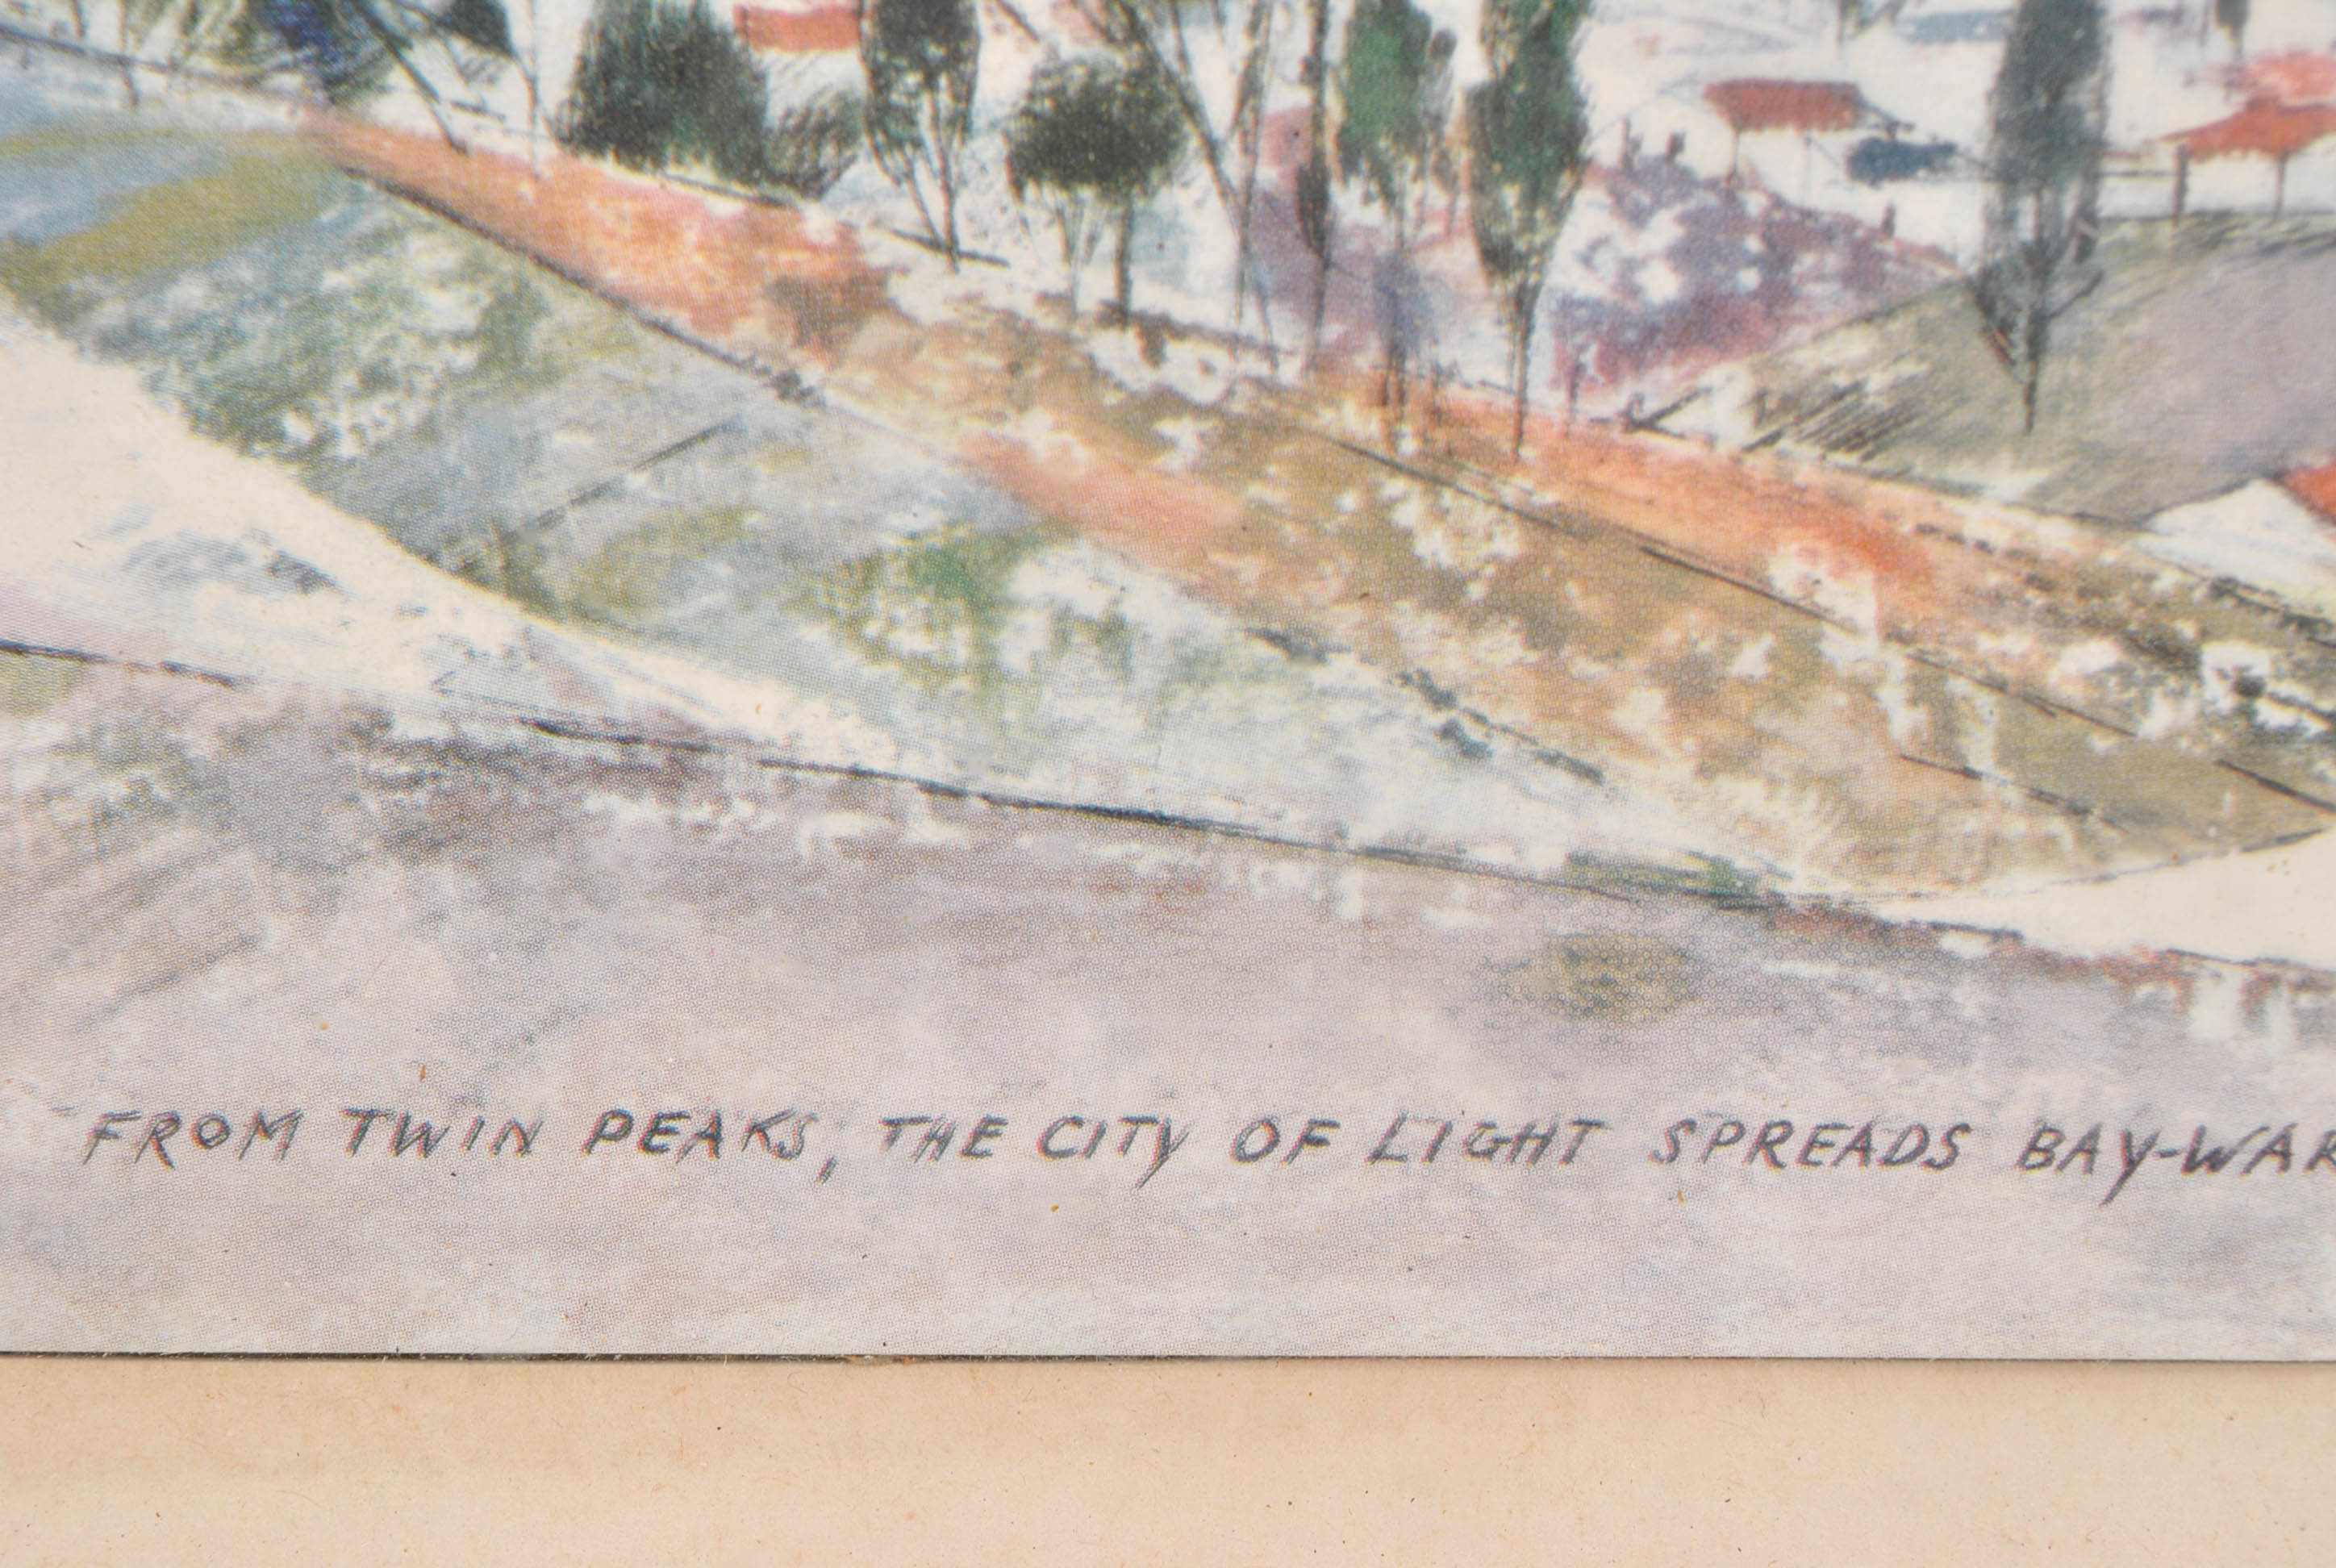 FROM TWIN PEAKS, THE CITY OF LIGHT SPREADS BAY-WAR